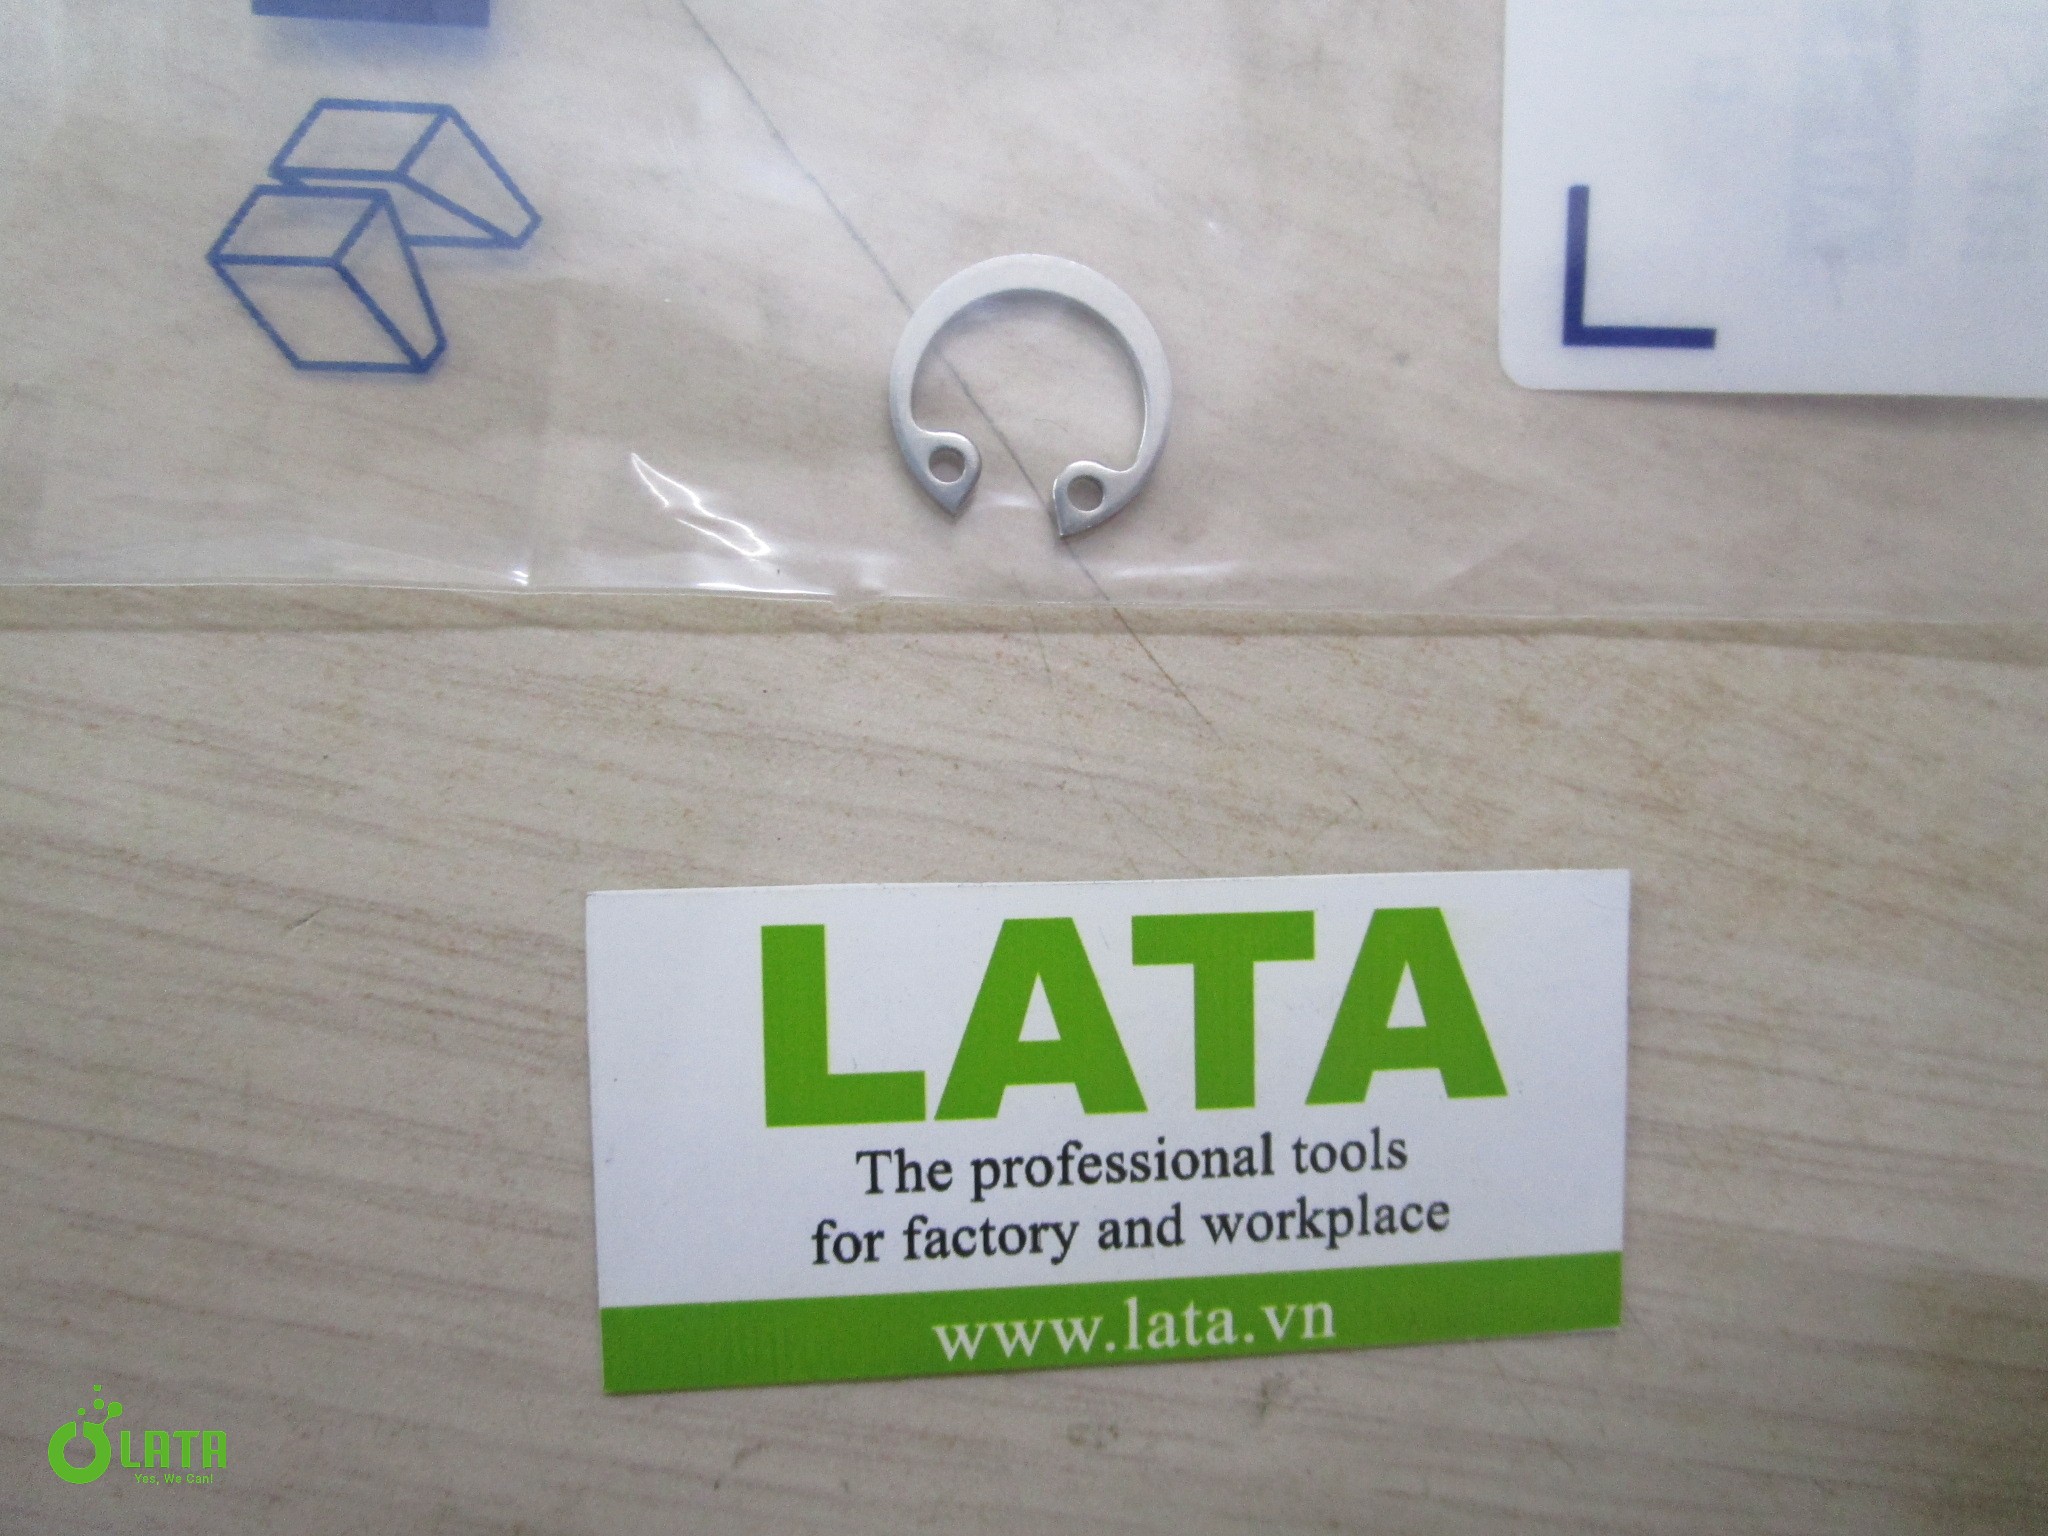 L
LATA
The professional tools
for factory and workplace
www.lata.vn
LATA
Yes, We Can!